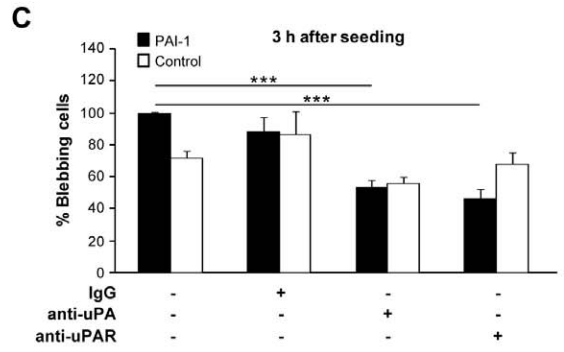 C
3 h after seeding
PAI-1
Control
***
***
% Blebbing cells
140
120
100
80
60
40
20
0
IgG - + - -
anti-uPA - - + -
anti-uPAR - - - +